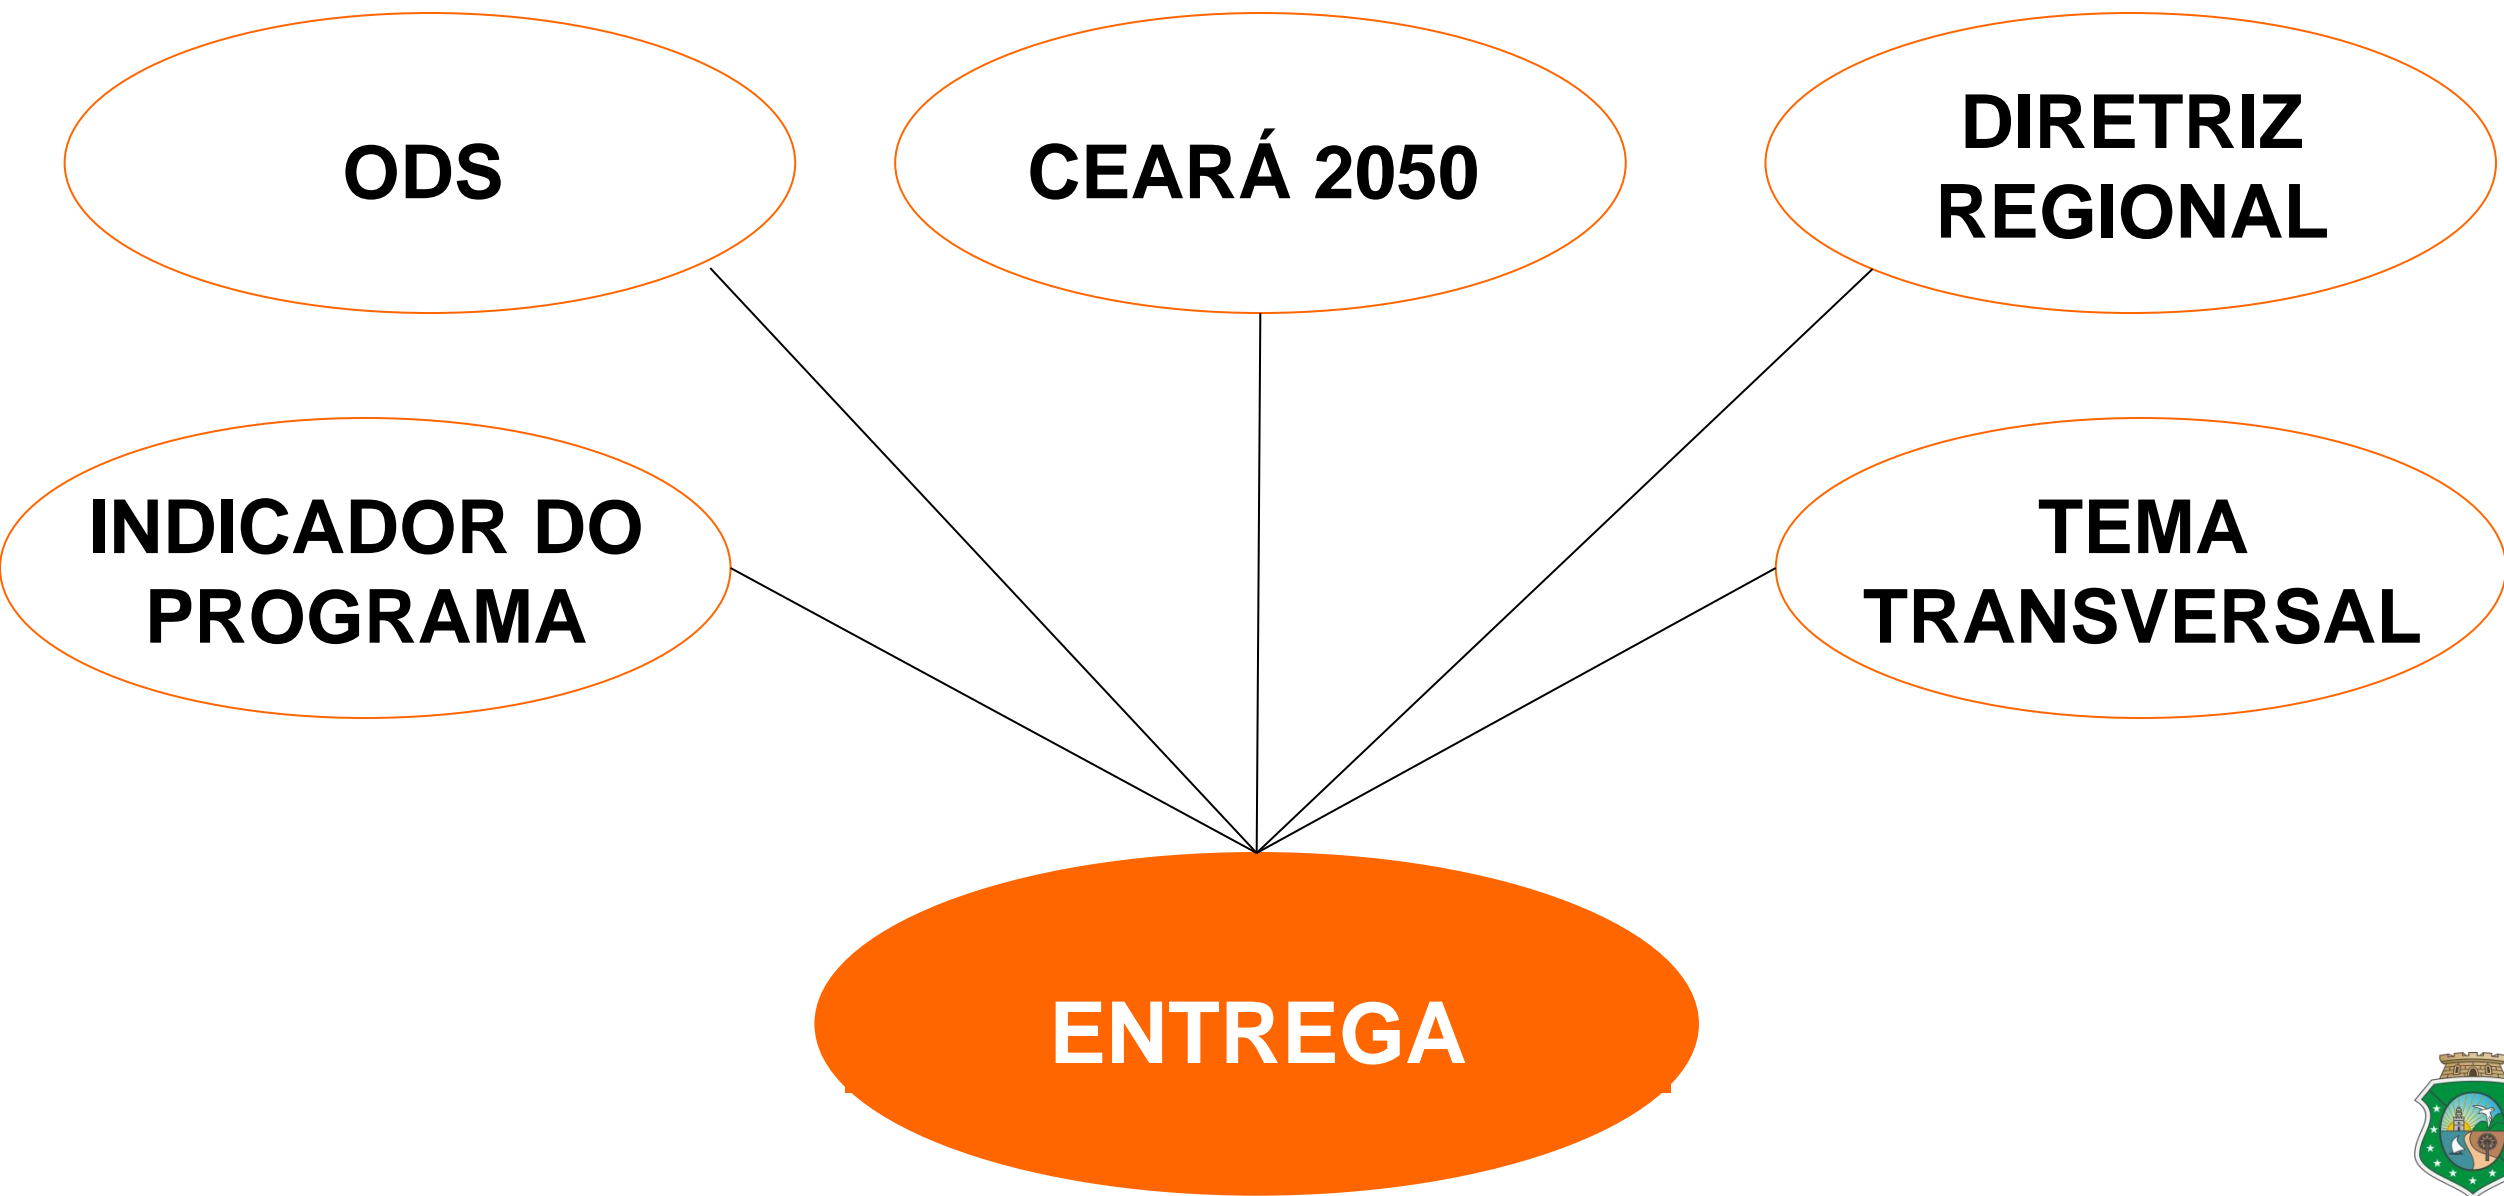 ODS
CEARÁ 2050
DIRETRIZ
REGIONAL
INDICADOR DO
PROGRAMA
TEMA
TRANSVERSAL
ENTREGA